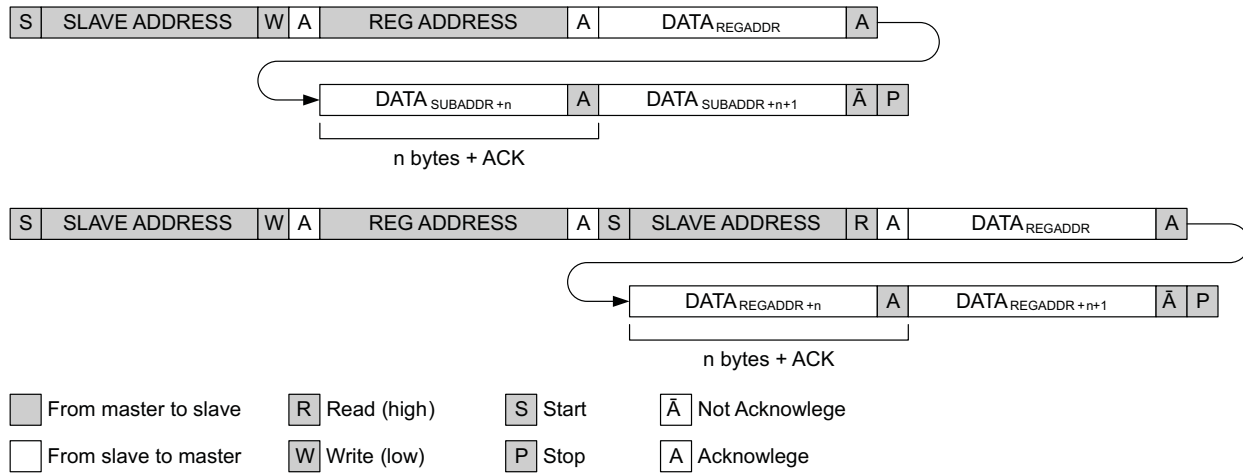 S SLAVE ADDRESS W A REG ADDRESS A DATA REGADDR A
DATA SUBADDR +n A DATA SUBADDR +n+1 Ā P
n bytes + ACK
S SLAVE ADDRESS W A REG ADDRESS A S SLAVE ADDRESS R A DATA REGADDR A
DATA REGADDR +n A DATA REGADDR +n+1 Ā P
n bytes + ACK
From master to slave R Read (high) S Start Ā Not Acknowlege
From slave to master W Write (low) P Stop A Acknowlege